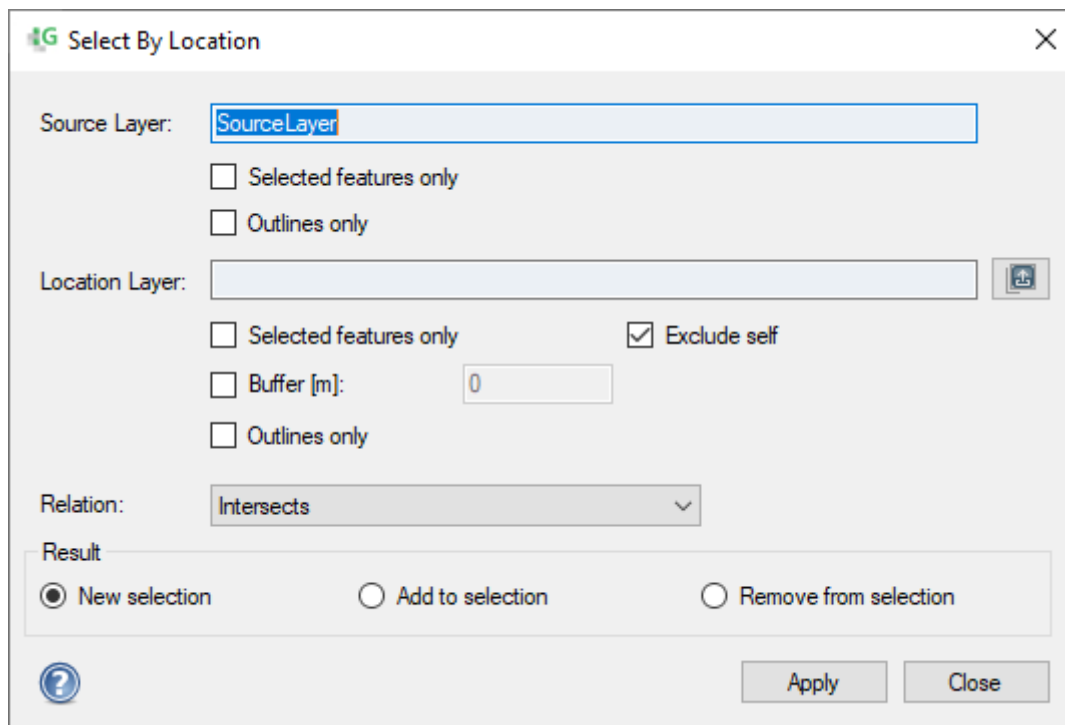 Select By Location
Source Layer: SourceLayer
Selected features only
Outlines only
Location Layer:
Selected features only Exclude self
Buffer [m]: 0
Outlines only
Relation: Intersects
Result
New selection Add to selection Remove from selection
? Apply Close